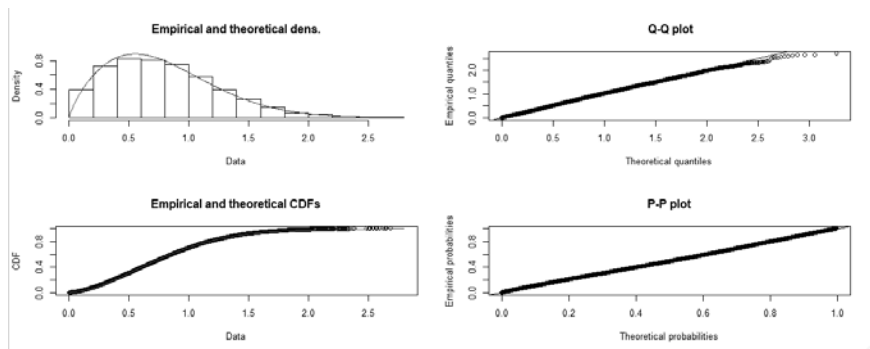 Empirical and theoretical dens.
Density
0.0 0.4 0.8
0.0 0.5 1.0 1.5 2.0 2.5
Data
Q-Q plot
Empirical quantiles
0.0 1.0 2.0
0.0 0.5 1.0 1.5 2.0 2.5 3.0
Theoretical quantiles
Empirical and theoretical CDFs
CDF
0.0 0.4 0.8
0.0 0.5 1.0 1.5 2.0 2.5
Data
P-P plot
Empirical probabilities
0.0 0.4 0.8
0.0 0.2 0.4 0.6 0.8 1.0
Theoretical probabilities